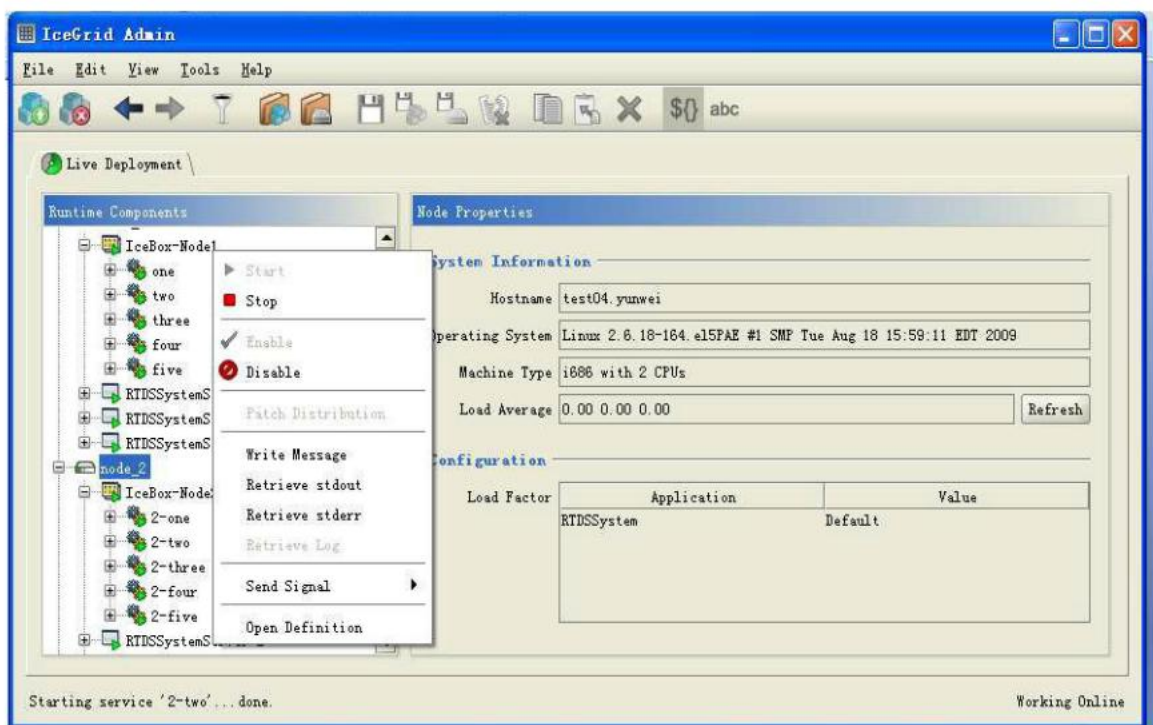 IceGrid Admin
File Edit View Tools Help
${} abc
Live Deployment
Runtime Components
IceBox-Node1
one
two
three
four
five
RTDSSystemS
RTDSSystemS
RTDSSystemS
node_2
IceBox-Node2
2-one
2-two
2-three
2-four
2-five
Start
Stop
Enable
Disable
Patch Distribution
Write Message
Retrieve stdout
Retrieve stderr
Retrieve Log
Send Signal
Open Definition
Node Properties
System Information
Hostname test04.yunwei
Operating System Linux 2.6.18-164.el5PAE #1 SMP Tue Aug 18 15:59:11 EDT 2009
Machine Type i686 with 2 CPUs
Load Average 0.00 0.00 0.00 Refresh
Configuration
Load Factor Application Value
RTDSSystem Default
Starting service '2-two'...done.
Working Online